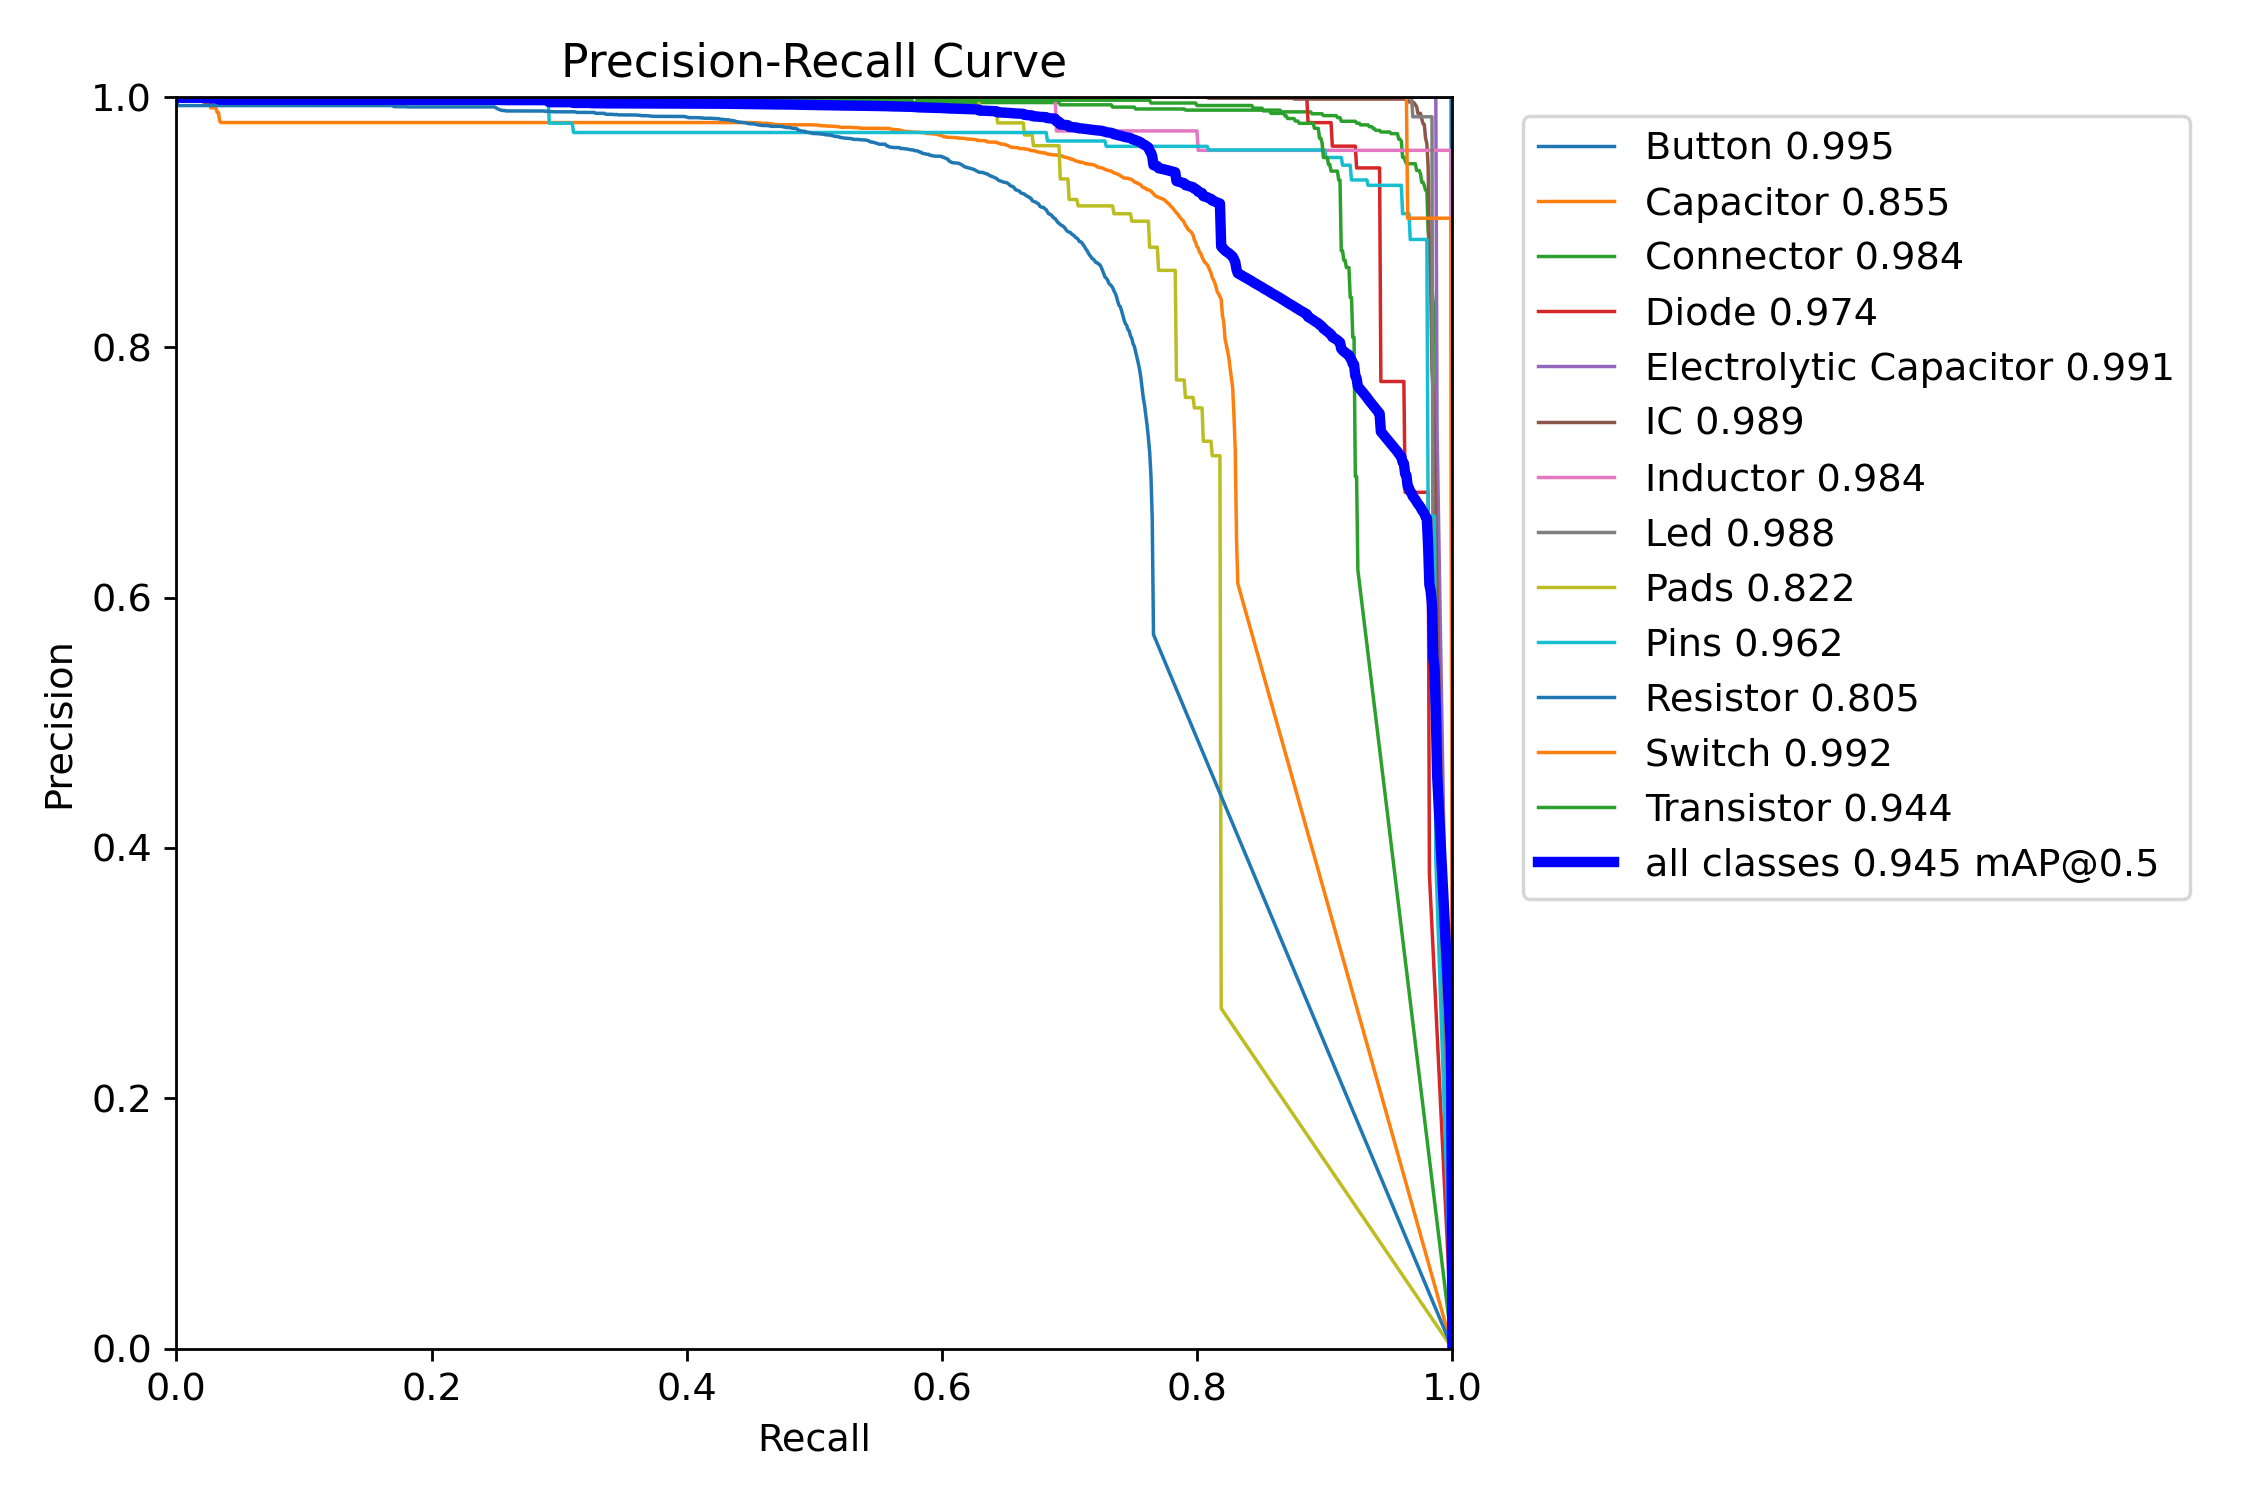 Precision-Recall Curve
1.0
0.8
0.6
0.4
0.2
0.0
Precision
0.0 0.2 0.4 0.6 0.8 1.0
Recall
Button 0.995
Capacitor 0.855
Connector 0.984
Diode 0.974
Electrolytic Capacitor 0.991
IC 0.989
Inductor 0.984
Led 0.988
Pads 0.822
Pins 0.962
Resistor 0.805
Switch 0.992
Transistor 0.944
all classes 0.945 mAP@0.5